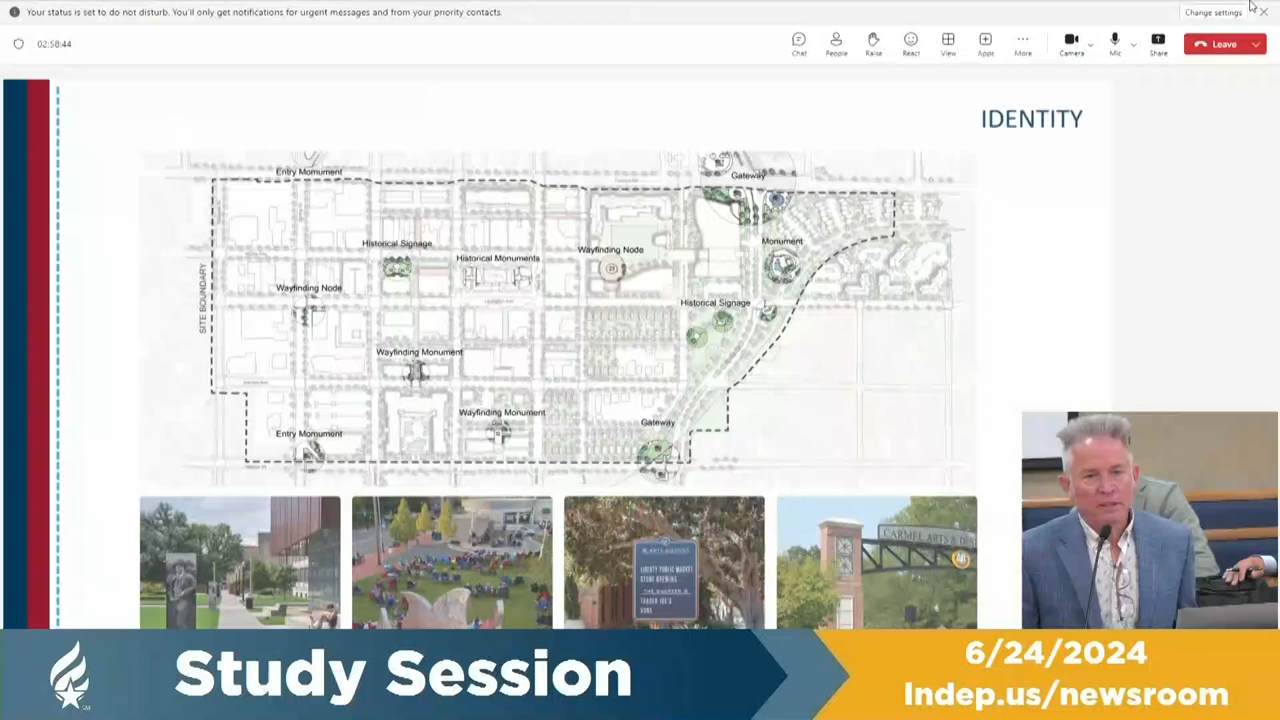 Your status is set to do not disturb. You'll only get notifications for urgent messages and from your priority contacts.
Change settings
02:58:44
Chat
People
Raise
React
View
Apps
More
Camera
Mic
Share
Leave
IDENTITY
Entry Monument
Gateway
Historical Signage
Monument
Wayfinding Node
Historical Monuments
SITE BOUNDARY
Wayfinding Node
Historical Signage
Wayfinding Monument
Wayfinding Monument
Gateway
Entry Monument
LIBERTY PUBLIC MARKET
STONE BREWING
TRADER JOE'S
CARMEL ARTS & DES
Study Session
6/24/2024
Indep.us/newsroom